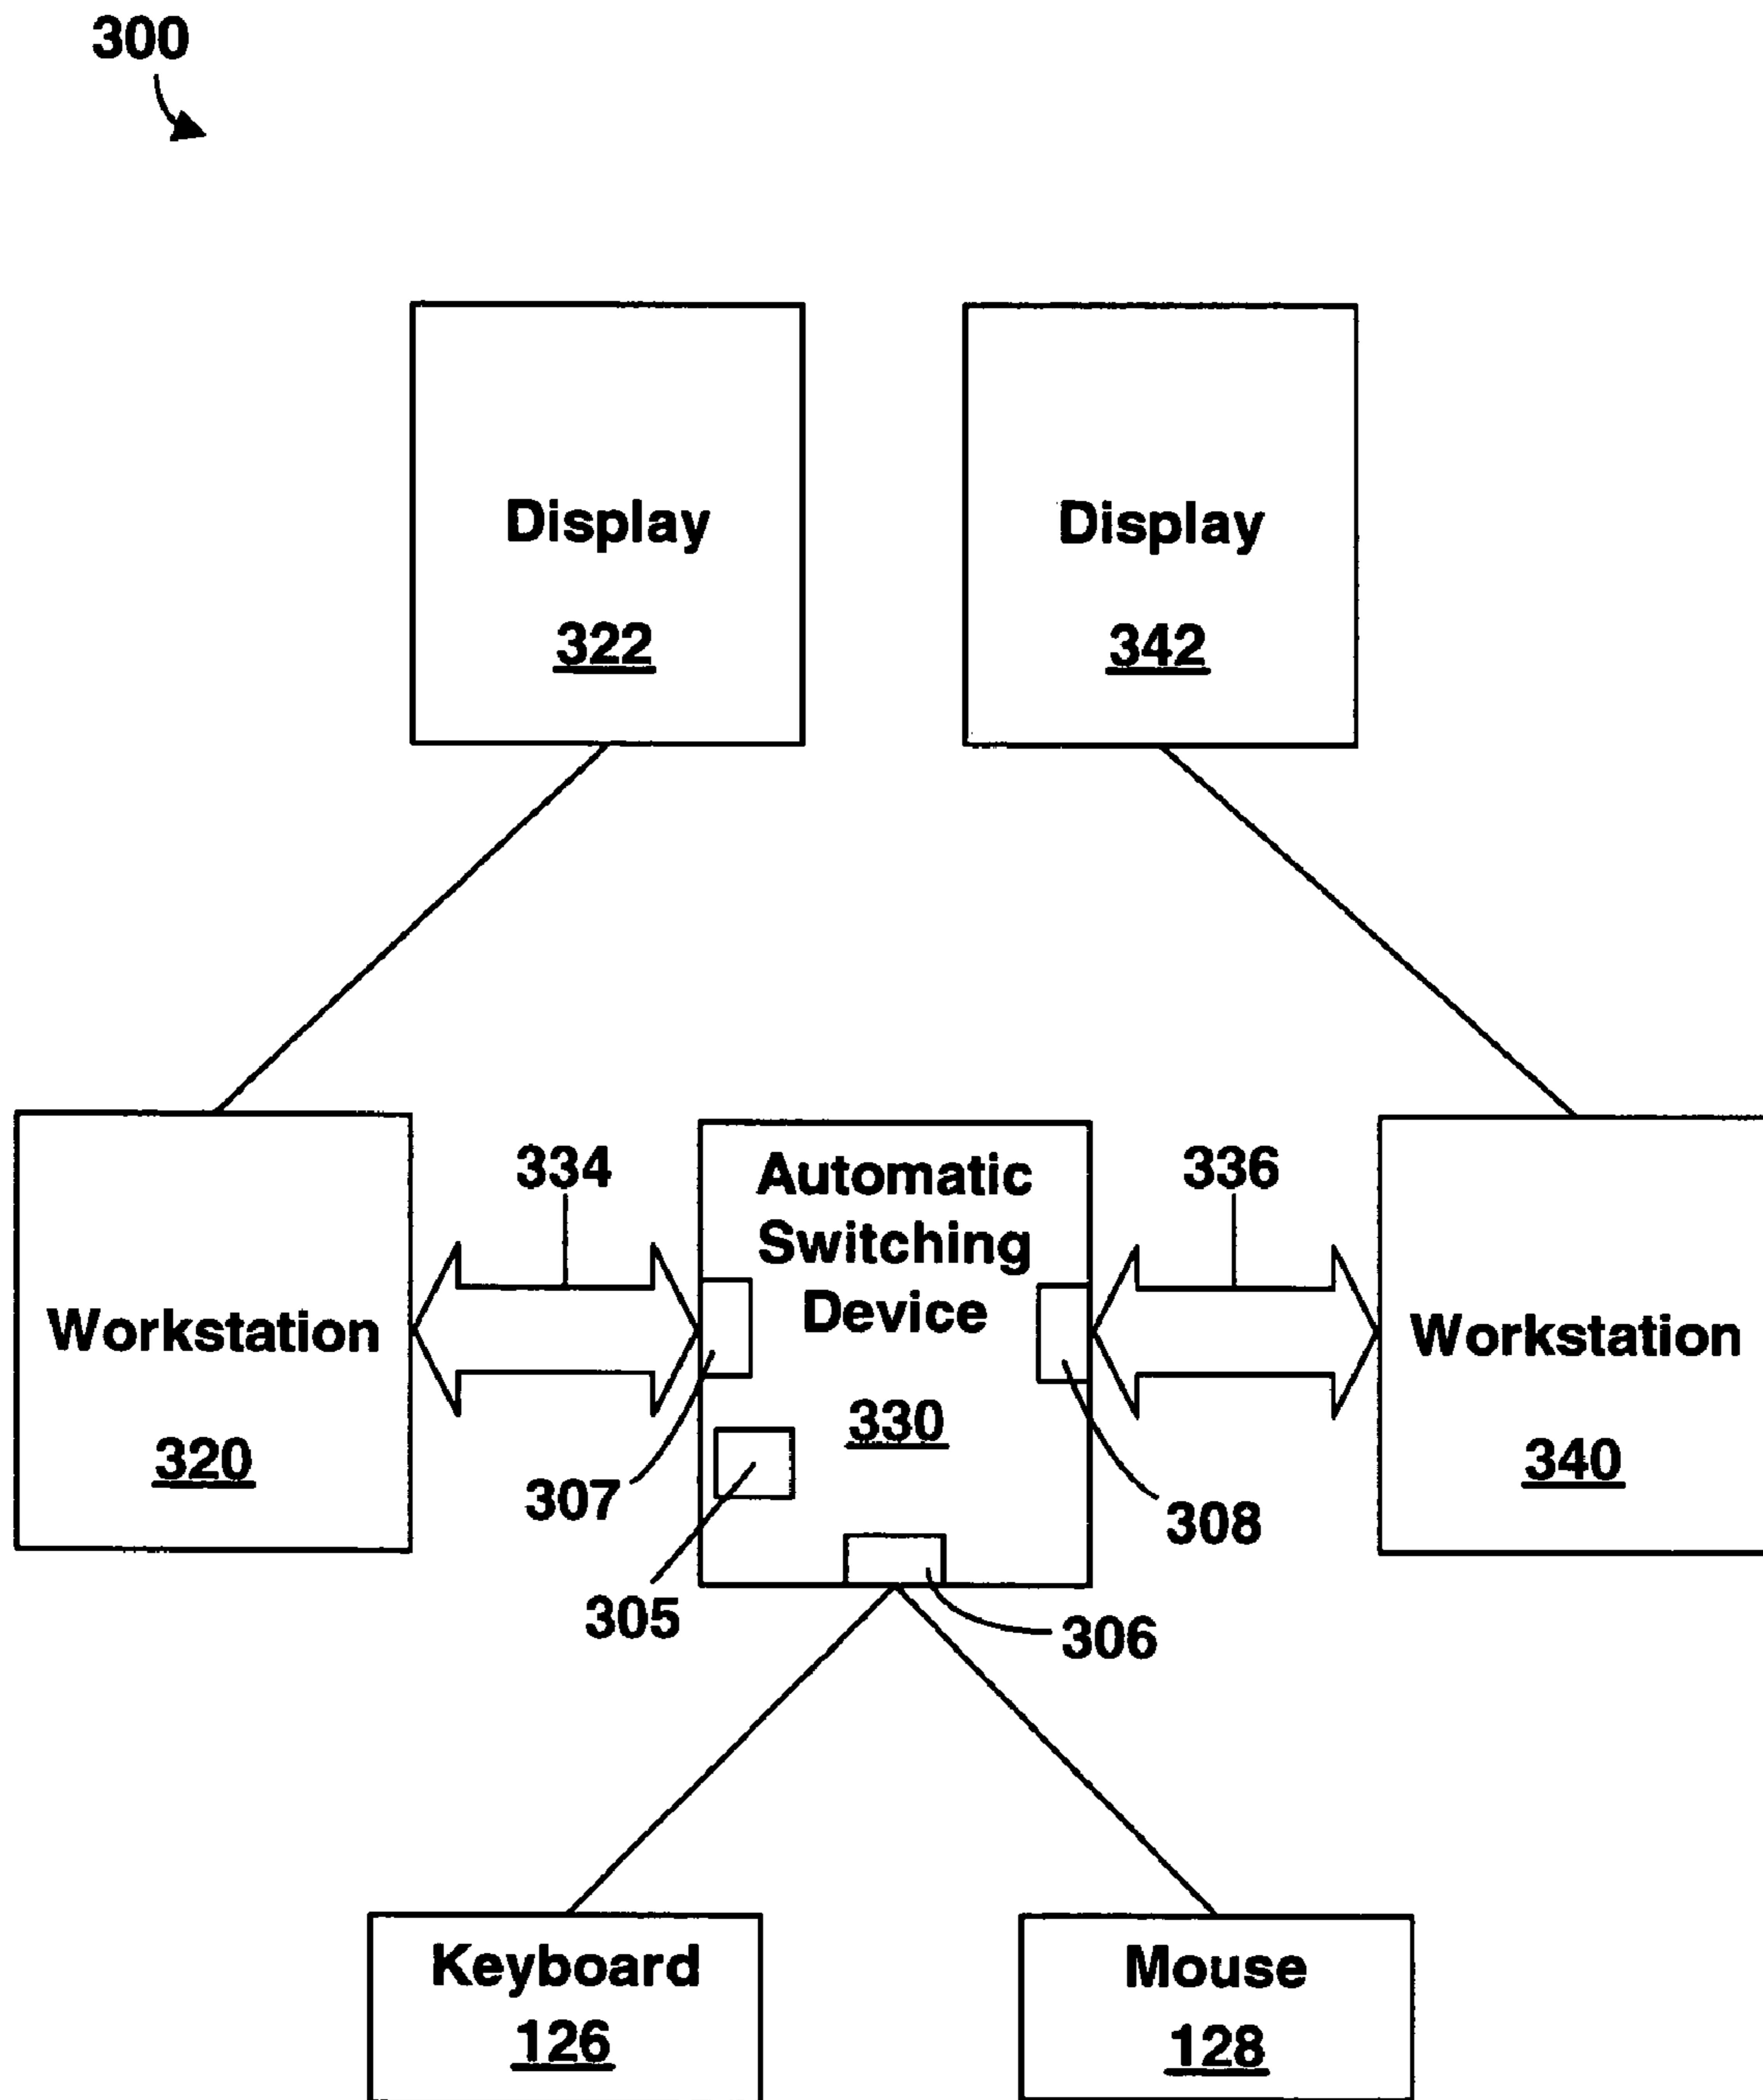 300
Display
322
Display
342
334
Automatic
Switching
Device
330
336
Workstation
320
Workstation
340
307
308
305
306
Keyboard
126
Mouse
128